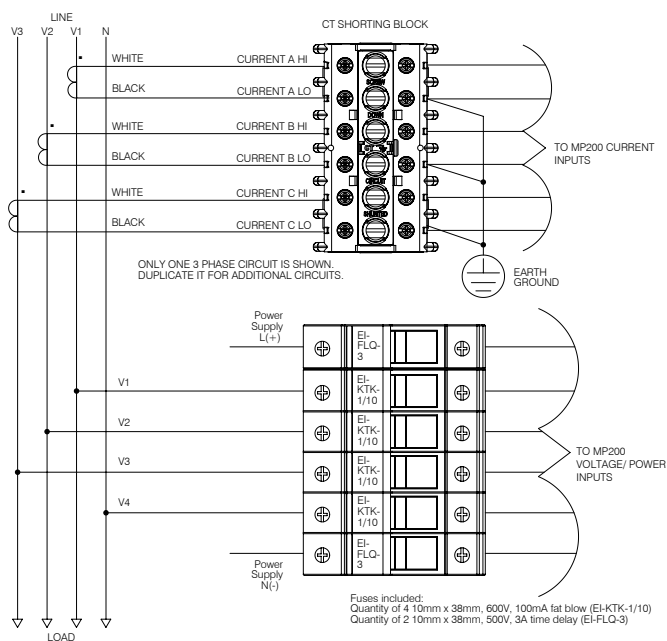 LINE
CT SHORTING BLOCK
V3 V2 V1 N
WHITE CURRENT A HI
SCREW
BLACK CURRENT A LO
DOWN
WHITE CURRENT B HI
TO MP200 CURRENT
INPUTS
BLACK CURRENT B LO
CIRCUIT
WHITE CURRENT C HI
SHUNTED
BLACK CURRENT C LO
ONLY ONE 3 PHASE CIRCUIT IS SHOWN.
DUPLICATE IT FOR ADDITIONAL CIRCUITS.
EARTH
GROUND
Power
Supply
L(+)
EI-
FLQ-
3
V1
EI-
KTK-
1/10
V2
EI-
KTK-
1/10
V3
EI-
KTK-
1/10
TO MP200
VOLTAGE/ POWER
INPUTS
V4
EI-
KTK-
1/10
EI-
FLQ-
3
Power
Supply
N(-)
Fuses included:
Quantity of 4 10mm x 38mm, 600V, 100mA fat blow (EI-KTK-1/10)
Quantity of 2 10mm x 38mm, 500V, 3A time delay (EI-FLQ-3)
LOAD